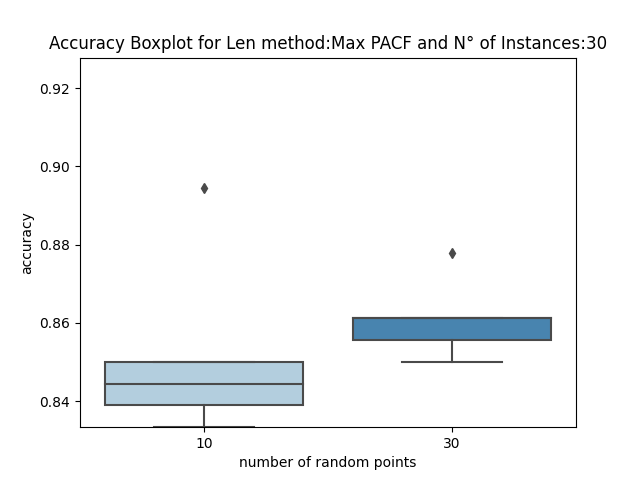 Accuracy Boxplot for Len method:Max PACF and N° of Instances:30
0.92
0.90
0.88
0.86
0.84
accuracy
10
30
number of random points